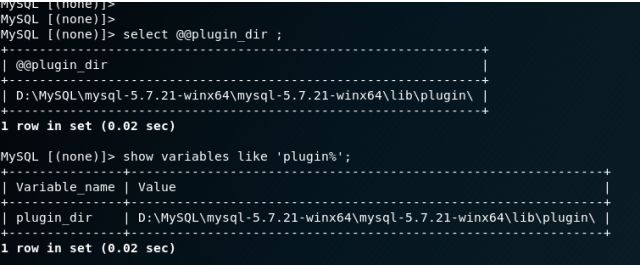 MySQL [(none)]>
MySQL [(none)]>
MySQL [(none)]> select @@plugin_dir ;
+--------------------------------------------------------------+
| @@plugin_dir                                                 |
+--------------------------------------------------------------+
| D:\MySQL\mysql-5.7.21-winx64\mysql-5.7.21-winx64\lib\plugin\ |
+--------------------------------------------------------------+
1 row in set (0.02 sec)
MySQL [(none)]> show variables like 'plugin%';
+---------------+--------------------------------------------------------------+
| Variable_name | Value                                                        |
+---------------+--------------------------------------------------------------+
| plugin_dir    | D:\MySQL\mysql-5.7.21-winx64\mysql-5.7.21-winx64\lib\plugin\ |
+---------------+--------------------------------------------------------------+
1 row in set (0.02 sec)